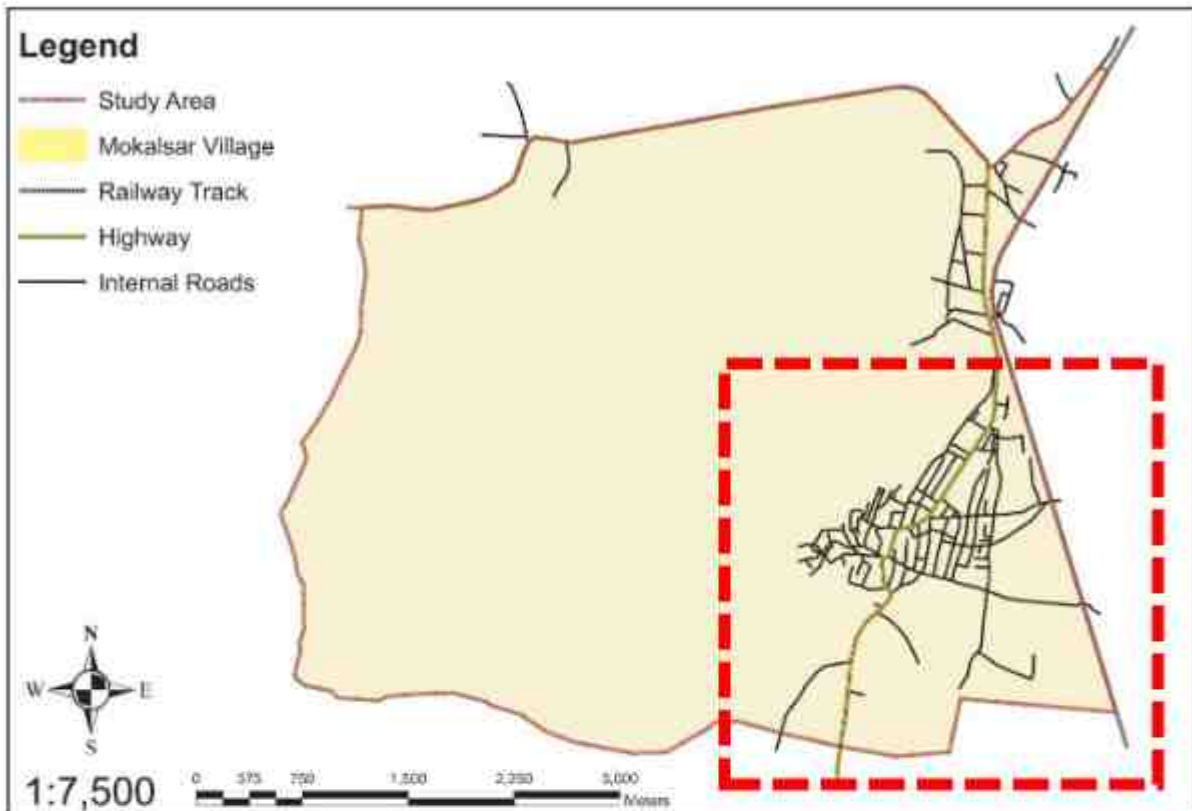 Legend
Study Area
Mokalsar Village
Railway Track
Highway
Internal Roads
N
W E
S
1:7,500
0 375 750 1,500 2,250 3,000
Meters